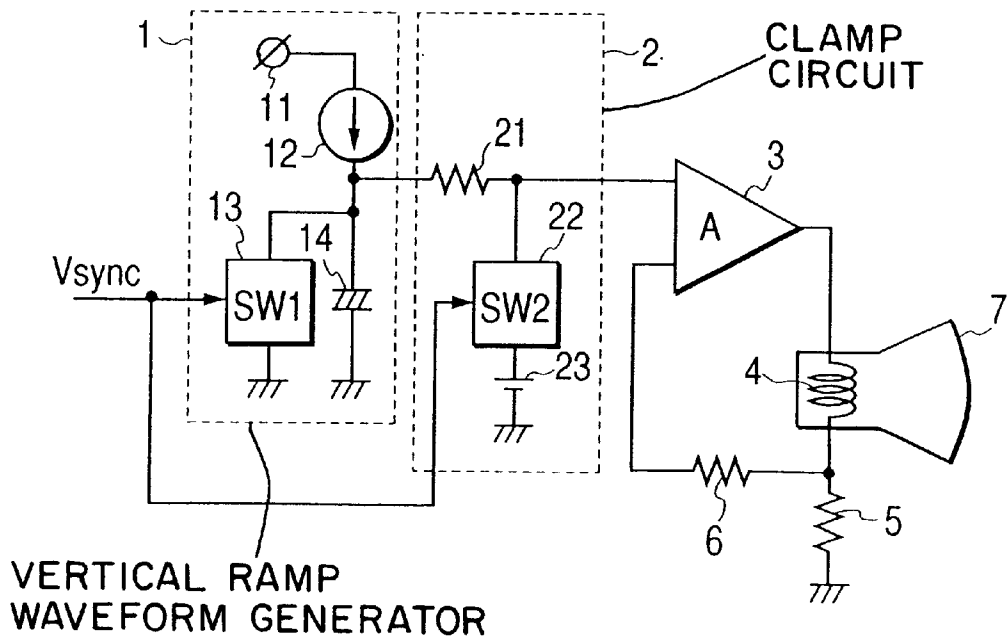 1
11
12
2
CLAMP
CIRCUIT
21
3
13
14
22
A
Vsync
SW1
SW2
23
7
4
6
5
VERTICAL RAMP
WAVEFORM GENERATOR